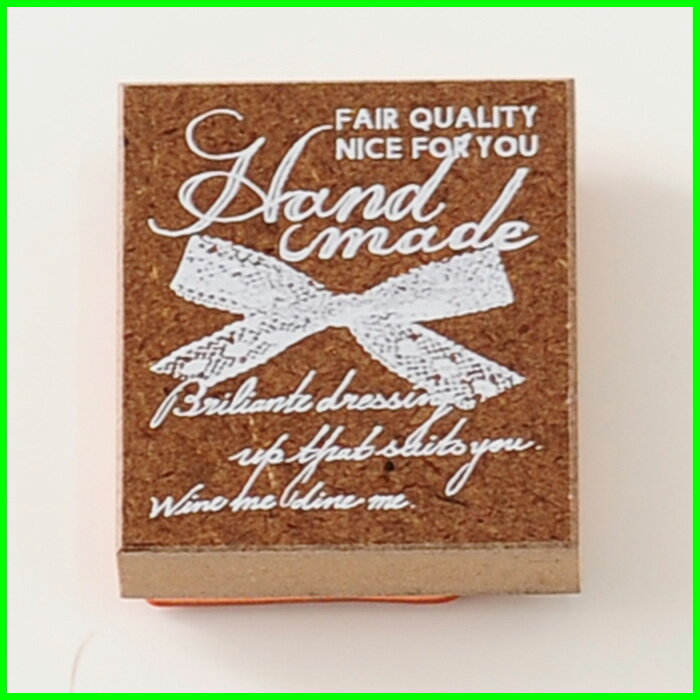 FAIR QUALITY
NICE FOR YOU
Hand
made
Briliante dressing
up that suits you.
Wine me dine me.